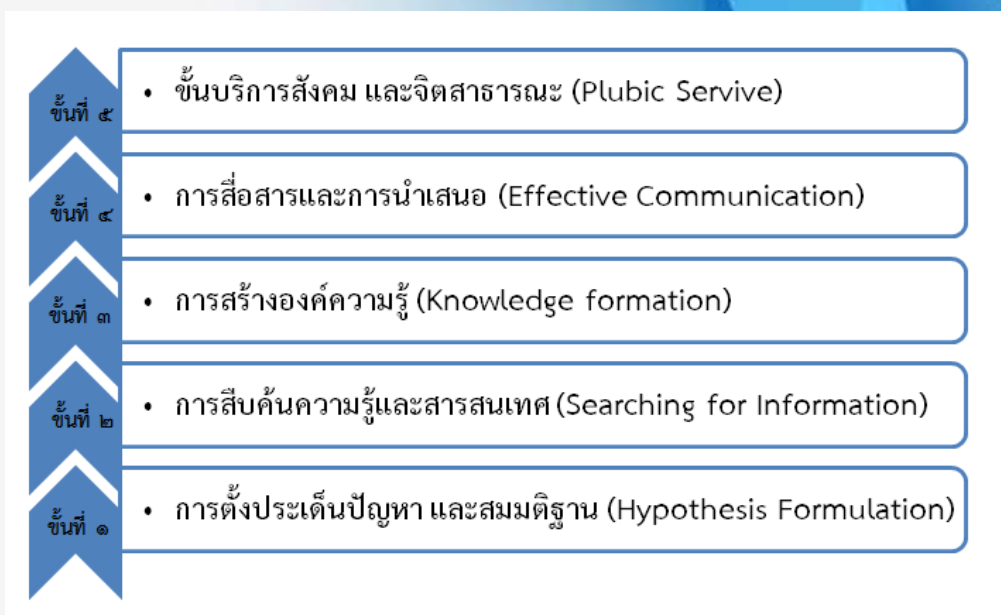 ขั้นที่ ๕
• ขั้นบริการสังคม และจิตสาธารณะ (Plubic Servive)
ขั้นที่ ๔
• การสื่อสารและการนำเสนอ (Effective Communication)
ขั้นที่ ๓
• การสร้างองค์ความรู้ (Knowledge formation)
ขั้นที่ ๒
• การสืบค้นความรู้และสารสนเทศ (Searching for Information)
ขั้นที่ ๑
• การตั้งประเด็นปัญหา และสมมติฐาน (Hypothesis Formulation)